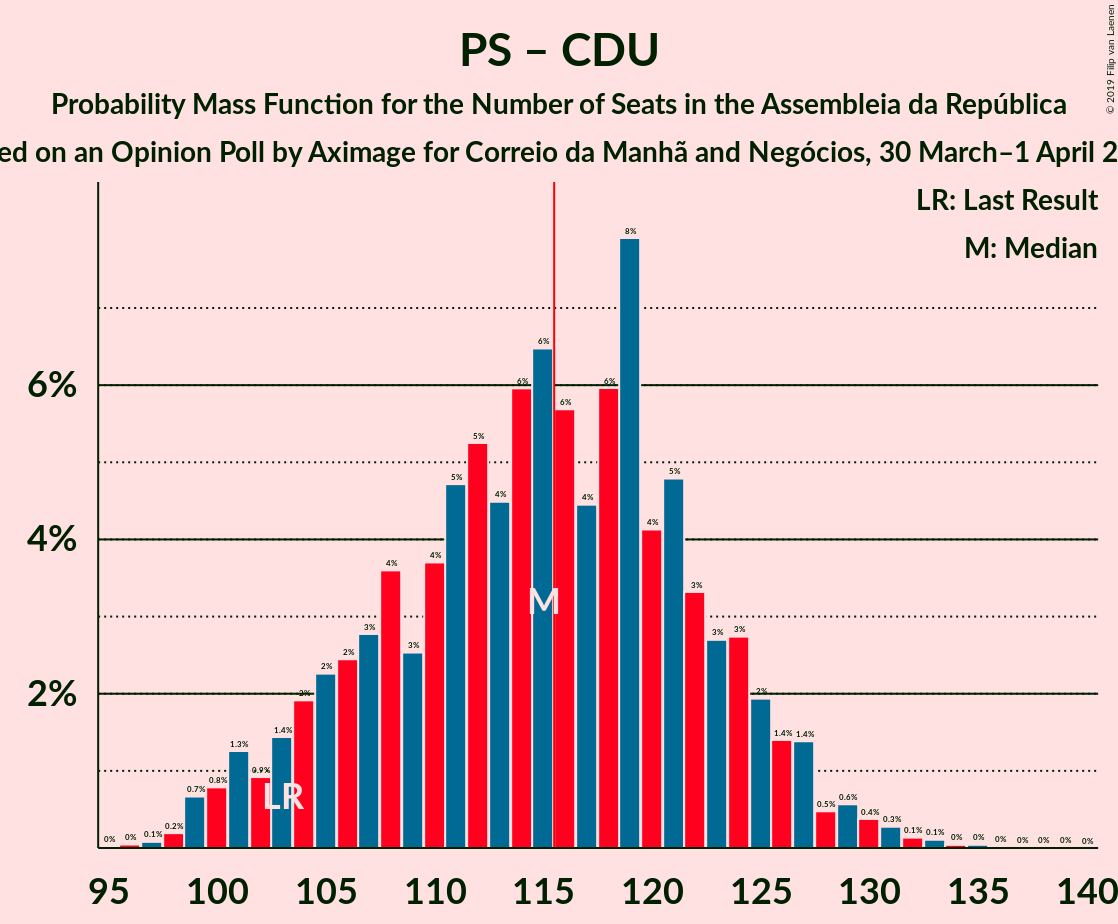 PS – CDU
Probability Mass Function for the Number of Seats in the Assembleia da República
ed on an Opinion Poll by Aximage for Correio da Manhã and Negócios, 30 March–1 April 2
© 2019 Filip van Laenen
LR: Last Result
M: Median
6%
4%
2%
0% 0% 0.1% 0.2% 0.7% 0.8% 1.3% 0.9% 1.4% 2% 2% 2% 3% 4% 3% 4% 5% 5% 4% 6% 6% 6% 4% 6% 8% 4% 5% 3% 3% 3% 2% 1.4% 1.4% 0.5% 0.6% 0.4% 0.3% 0.1% 0.1% 0% 0% 0% 0% 0% 0% 0%
M
LR
95 100 105 110 115 120 125 130 135 140